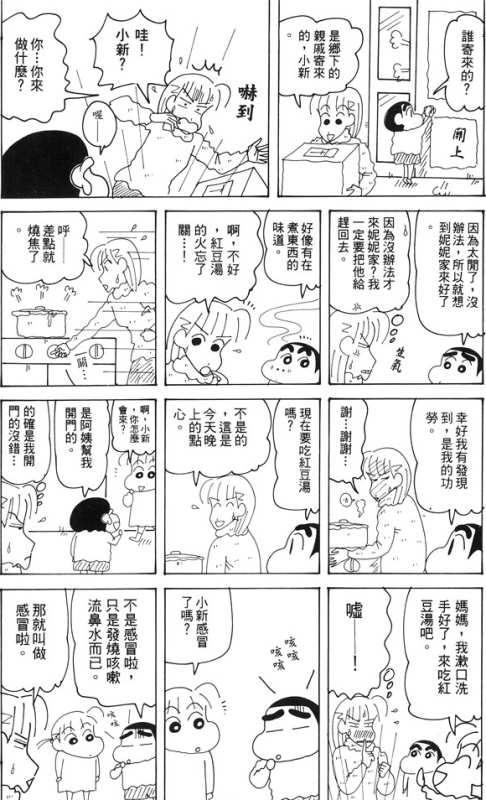 誰寄來的?
是鄉下的
親戚寄來
的，小新
哇！
小新？
嚇到
喔
你…你來
做什麼?
因為太閒了，沒
辦法，所以就想
到妮妮家來好了
。
因為沒辦法才
來妮妮家？我
一定要把他給
趕回去。
生氣
好像有在
煮東西的
味道。
啊，不好
，紅豆湯
的火忘了
關…！
呼—
差點就
燒焦了
。
關…
幸好我有發現
到，是我的功
勞。
謝…謝謝…
現在要吃紅豆湯
嗎？
不是的
，這是
今天晚
上的點
心。
啊，小新
，你怎麼
會來？
是阿姨幫我
開門的。
的確是我開
門的沒錯…
媽媽，我漱口洗
手好了，來吃紅
豆湯吧。
噓——！
咳咳
咳咳
小新感冒
了嗎？
咳咳
不是感冒啦，
只是發燒咳嗽
流鼻水而已。
那就叫做
感冒啦。